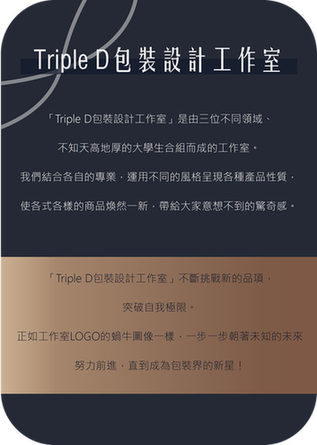 Triple D包裝設計工作室
「Triple D包裝設計工作室」是由三位不同領域、
不知天高地厚的大學生合組而成的工作室。
我們結合各自的專業，運用不同的風格呈現各種產品性質，
使各式各樣的商品煥然一新，帶給大家意想不到的驚奇感。
「Triple D包裝設計工作室」不斷挑戰新的品項，
突破自我極限。
正如工作室LOGO的蝸牛圖像一樣，一步一步朝著未知的未來
努力前進，直到成為包裝界的新星！